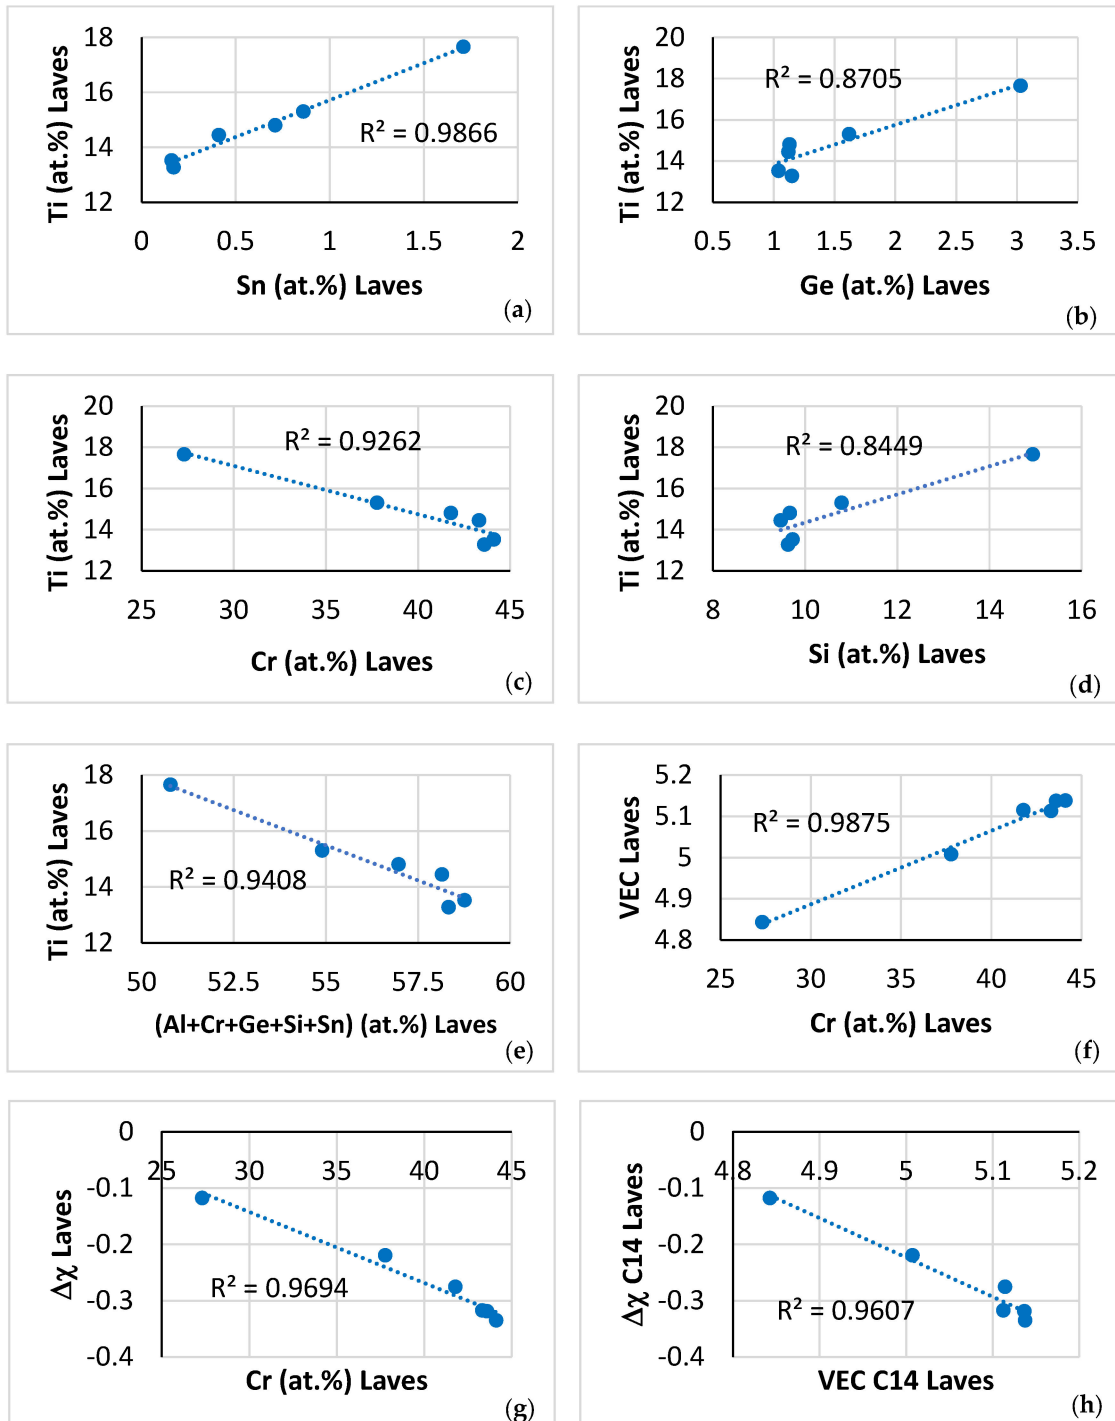 18
16
14
12
Ti (at.%) Laves
R² = 0.9866
0 0.5 1 1.5 2
Sn (at.%) Laves
(a)
20
18
16
14
12
Ti (at.%) Laves
R² = 0.8705
0.5 1 1.5 2 2.5 3 3.5
Ge (at.%) Laves
(b)
20
18
16
14
12
Ti (at.%) Laves
R² = 0.9262
25 30 35 40 45
Cr (at.%) Laves
(c)
20
18
16
14
12
Ti (at.%) Laves
R² = 0.8449
8 10 12 14 16
Si (at.%) Laves
(d)
18
16
14
12
Ti (at.%) Laves
R² = 0.9408
50 52.5 55 57.5 60
(Al+Cr+Ge+Si+Sn) (at.%) Laves
(e)
5.2
5.1
5
4.9
4.8
VEC Laves
R² = 0.9875
25 30 35 40 45
Cr (at.%) Laves
(f)
0
25 30 35 40 45
-0.1
-0.2
-0.3
-0.4
Δχ Laves
R² = 0.9694
Cr (at.%) Laves
(g)
0
4.8 4.9 5 5.1 5.2
-0.1
-0.2
-0.3
-0.4
Δχ C14 Laves
R² = 0.9607
VEC C14 Laves
(h)